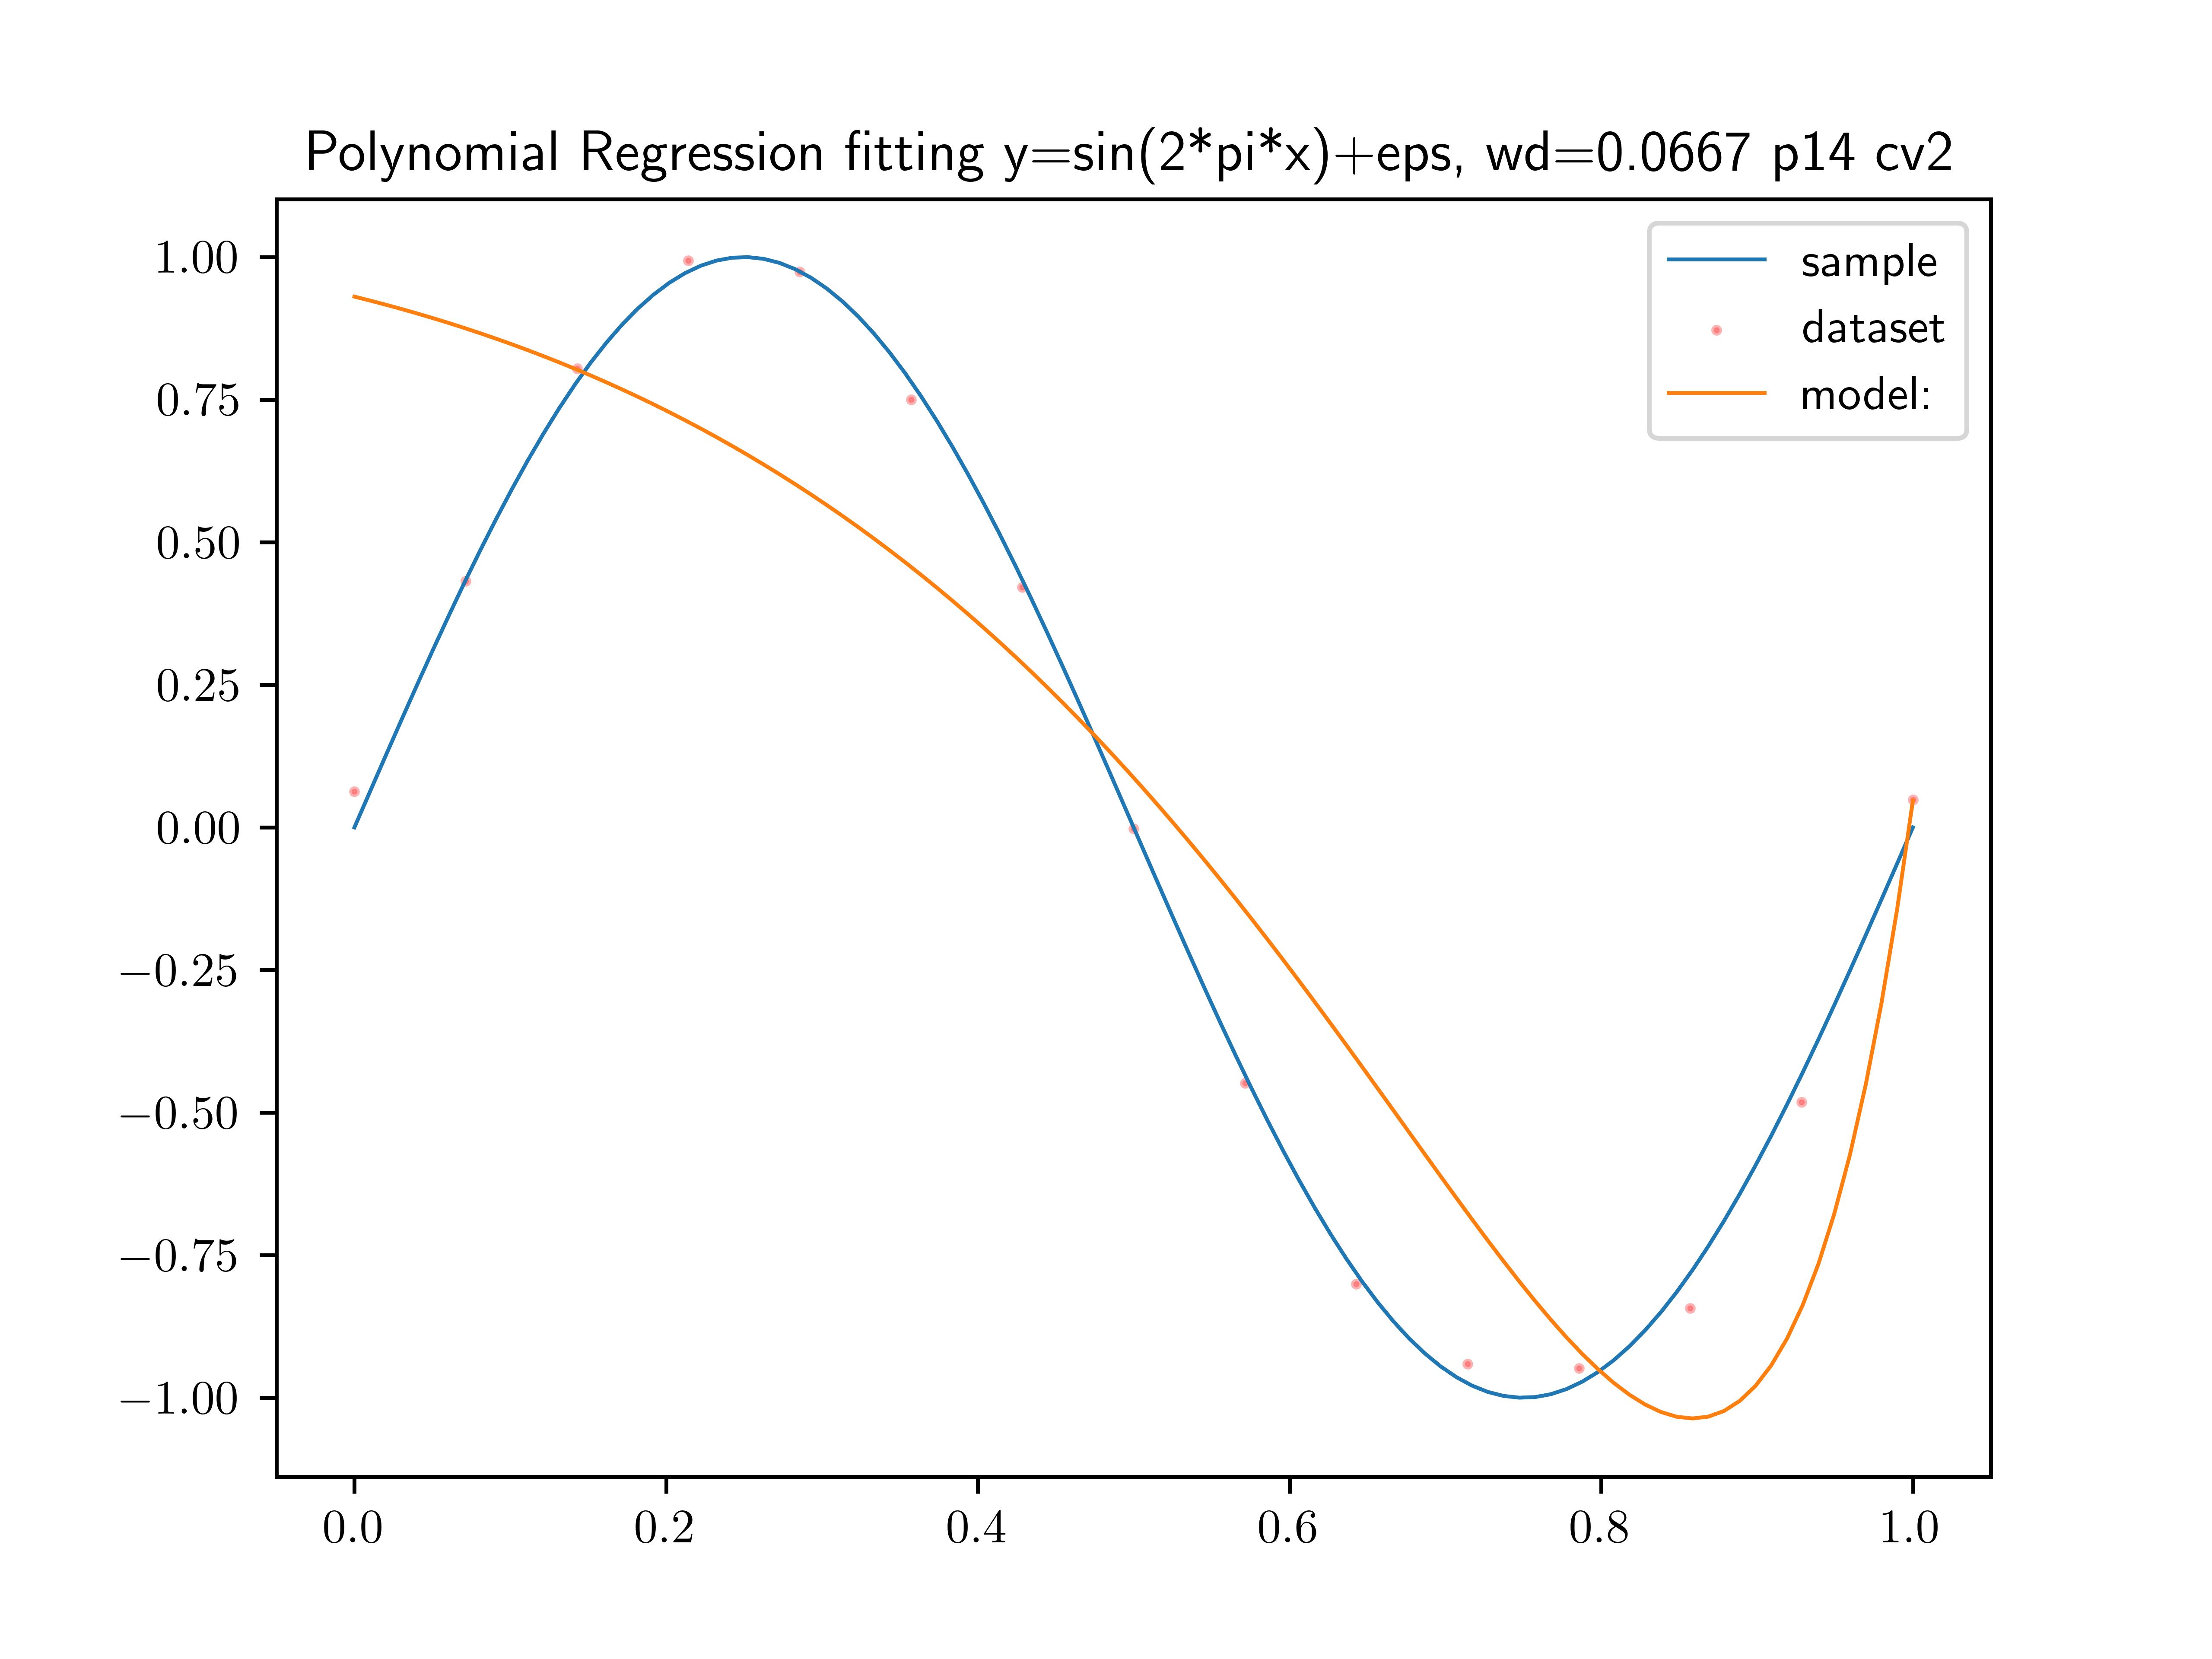 Polynomial Regression fitting y=sin(2*pi*x)+eps, wd=0.0667 p14 cv2
sample
dataset
model:
1.00
0.75
0.50
0.25
0.00
−0.25
−0.50
−0.75
−1.00
0.0 0.2 0.4 0.6 0.8 1.0